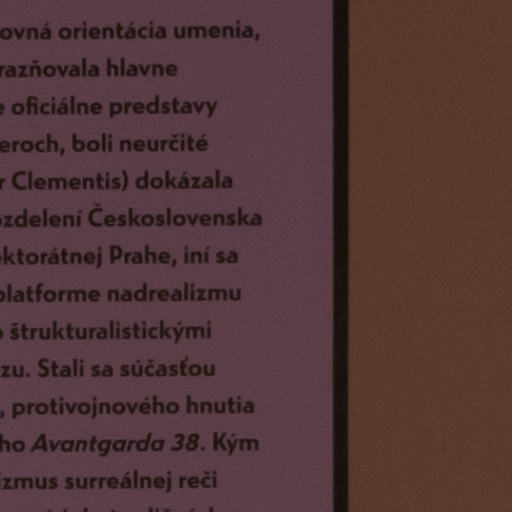 ovná orientácia umenia,
razňovala hlavne
e oficiálne predstavy
eroch, boli neurčité
r Clementis) dokázala
ozdelení Československa
ektorátnej Prahe, iní sa
platforme nadrealizmu
o štrukturalistickými
zu. Stali sa súčasťou
, protivojnového hnutia
ho Avantgarda 38. Kým
izmus surreálnej reči